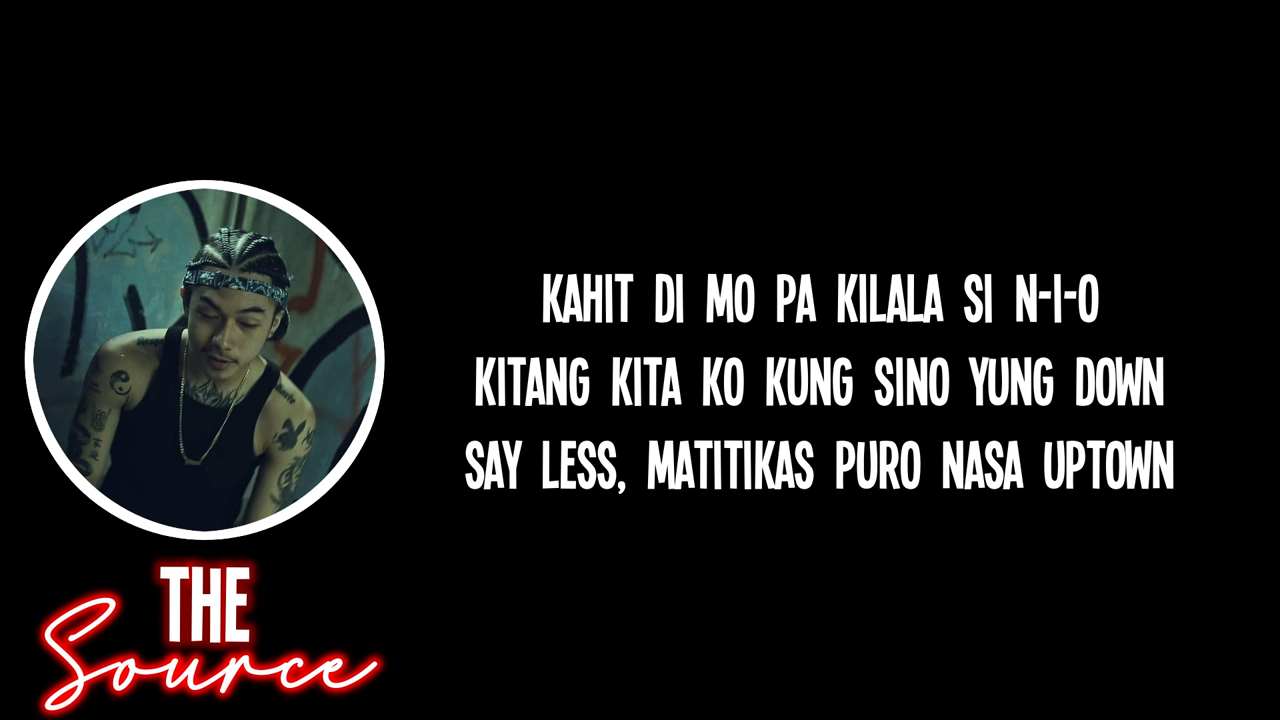 KAHIT DI MO PA KILALA SI N-I-O
KITANG KITA KO KUNG SINO YUNG DOWN
SAY LESS, MATITIKAS PURO NASA UPTOWN
THE
Source